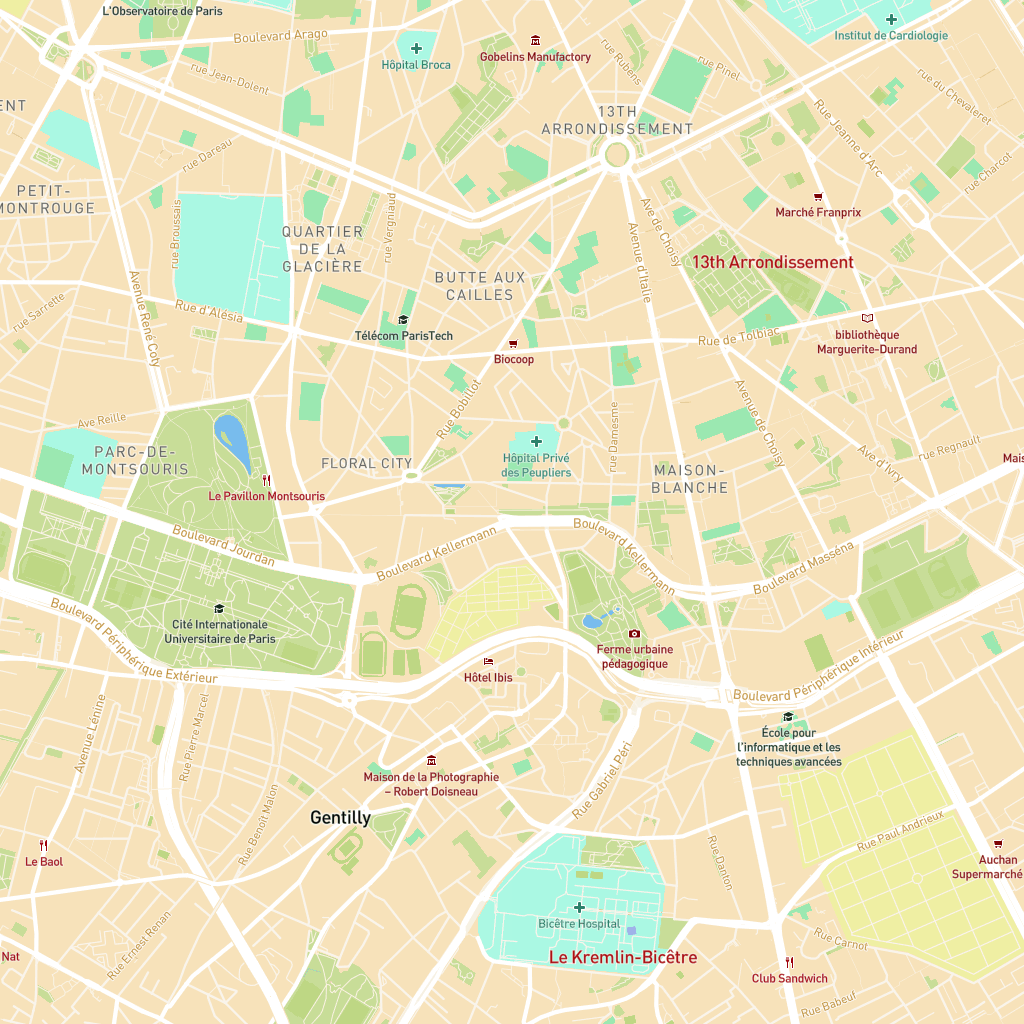 L'Observatoire de Paris
Boulevard Arago
Hôpital Broca
Gobelins Manufactory
Institut de Cardiologie
rue Jean-Dolent
rue Rubens
rue Pinel
rue du Chevaleret
ENT
13TH
ARRONDISSEMENT
rue Dareau
Rue Jeanne d'Arc
rue Charcot
PETIT-
MONTROUGE
rue Broussais
rue Vergniaud
Ave de Choisy
Marché Franprix
QUARTIER
DE LA
GLACIÈRE
Avenue d'Italie
13th Arrondissement
BUTTE AUX
CAILLES
Avenue René Coty
rue Sarrette
Rue d'Alésia
Télécom ParisTech
Biocoop
Rue de Tolbiac
bibliothèque
Marguerite-Durand
Rue Bobillot
rue Damesme
Avenue de Choisy
Ave Reille
PARC-DE-
MONTSOURIS
FLORAL CITY
Hôpital Privé
des Peupliers
MAISON-
BLANCHE
Ave d'Ivry
rue Regnault
Mais
Le Pavillon Montsouris
Boulevard Jourdan
Boulevard Kellermann
Boulevard Kellermann
Boulevard Masséna
Cité Internationale
Universitaire de Paris
Boulevard Périphérique Extérieur
Ferme urbaine
pédagogique
Boulevard Périphérique Intérieur
Hôtel Ibis
Avenue Lénine
Rue Pierre Marcel
École pour
l'informatique et les
techniques avancées
Maison de la Photographie
– Robert Doisneau
Rue Gabriel Péri
Gentilly
Rue Benoît Malon
Rue Paul Andrieux
Le Baol
Rue Danton
Auchan
Supermarché
Bicêtre Hospital
Rue Ernest Renan
Rue Carnot
Nat
Le Kremlin-Bicêtre
Club Sandwich
Rue Babeuf